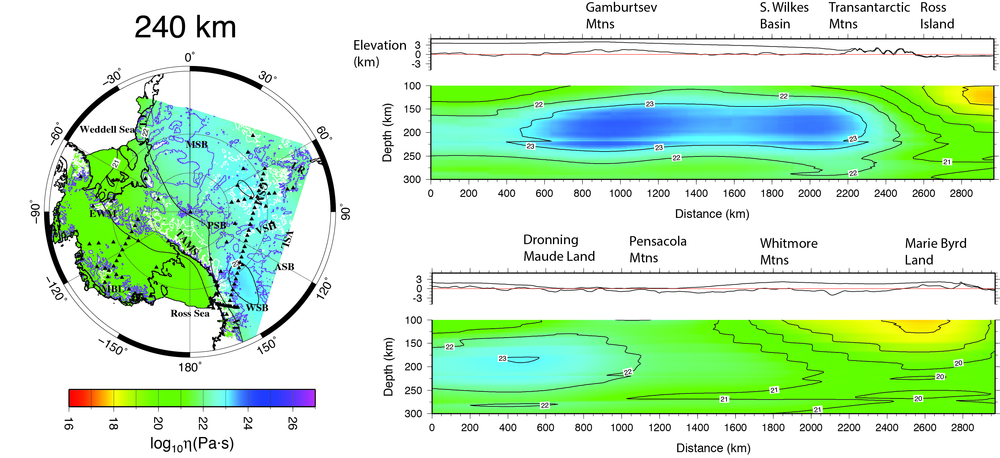 240 km
0°
30°
60°
90°
120°
150°
180°
−150°
−120°
−90°
−60°
−30°
Weddell Sea
CL
22
MSB
21
LR
GSM
EWM
PSB
VSH
VSL
TAMS
23
ASB
MBL
WSB
Ross Sea
VL
16
18
20
22
24
26
log10η(Pa·s)
Gamburtsev
Mtns
S. Wilkes
Basin
Transantarctic
Mtns
Ross
Island
Elevation
(km)
3
0
-3
Depth (km)
100
150
200
250
300
22
23
22
23
23
23
22
22
21
0 200 400 600 800 1000 1200 1400 1600 1800 2000 2200 2400 2600 2800
Distance (km)
Dronning
Maude Land
Pensacola
Mtns
Whitmore
Mtns
Marie Byrd
Land
3
0
-3
Depth (km)
100
150
200
250
300
22
23
22
20
20
21
21
20
22
21
0 200 400 600 800 1000 1200 1400 1600 1800 2000 2200 2400 2600 2800
Distance (km)